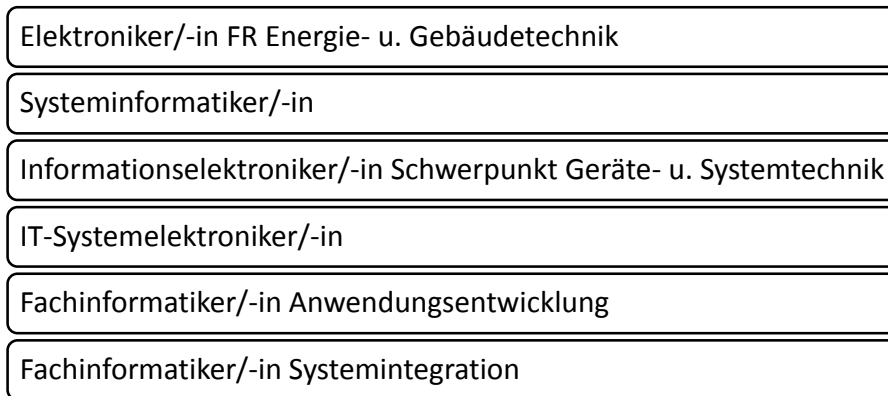 Elektroniker/-in FR Energie- u. Gebäudetechnik
Systeminformatiker/-in
Informationselektroniker/-in Schwerpunkt Geräte- u. Systemtechnik
IT-Systemelektroniker/-in
Fachinformatiker/-in Anwendungsentwicklung
Fachinformatiker/-in Systemintegration